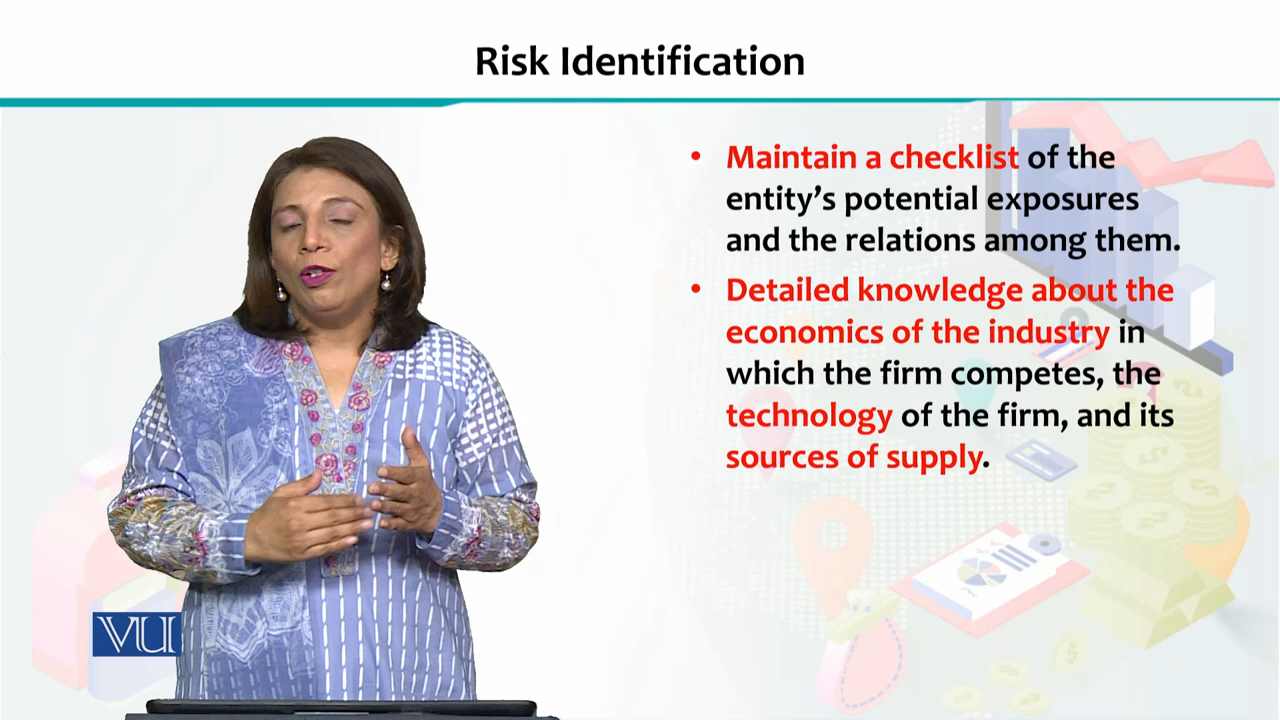 Risk Identification
• Maintain a checklist of the
entity’s potential exposures
and the relations among them.
• Detailed knowledge about the
economics of the industry in
which the firm competes, the
technology of the firm, and its
sources of supply.
VU